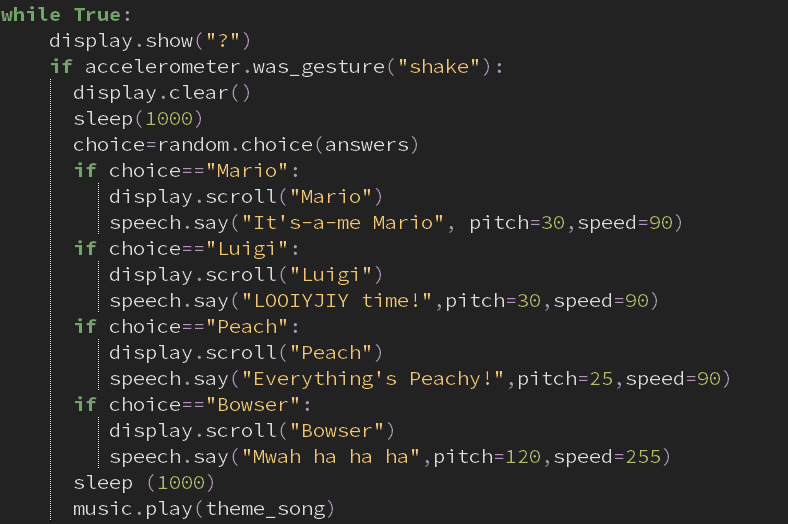 while True:
    display.show("?")
    if accelerometer.was_gesture("shake"):
      display.clear()
      sleep(1000)
      choice=random.choice(answers)
      if choice=="Mario":
         display.scroll("Mario")
         speech.say("It's-a-me Mario", pitch=30,speed=90)
      if choice=="Luigi":
         display.scroll("Luigi")
         speech.say("LOOIYJIY time!",pitch=30,speed=90)
      if choice=="Peach":
         display.scroll("Peach")
         speech.say("Everything's Peachy!",pitch=25,speed=90)
      if choice=="Bowser":
         display.scroll("Bowser")
         speech.say("Mwah ha ha ha",pitch=120,speed=255)
      sleep (1000)
      music.play(theme_song)